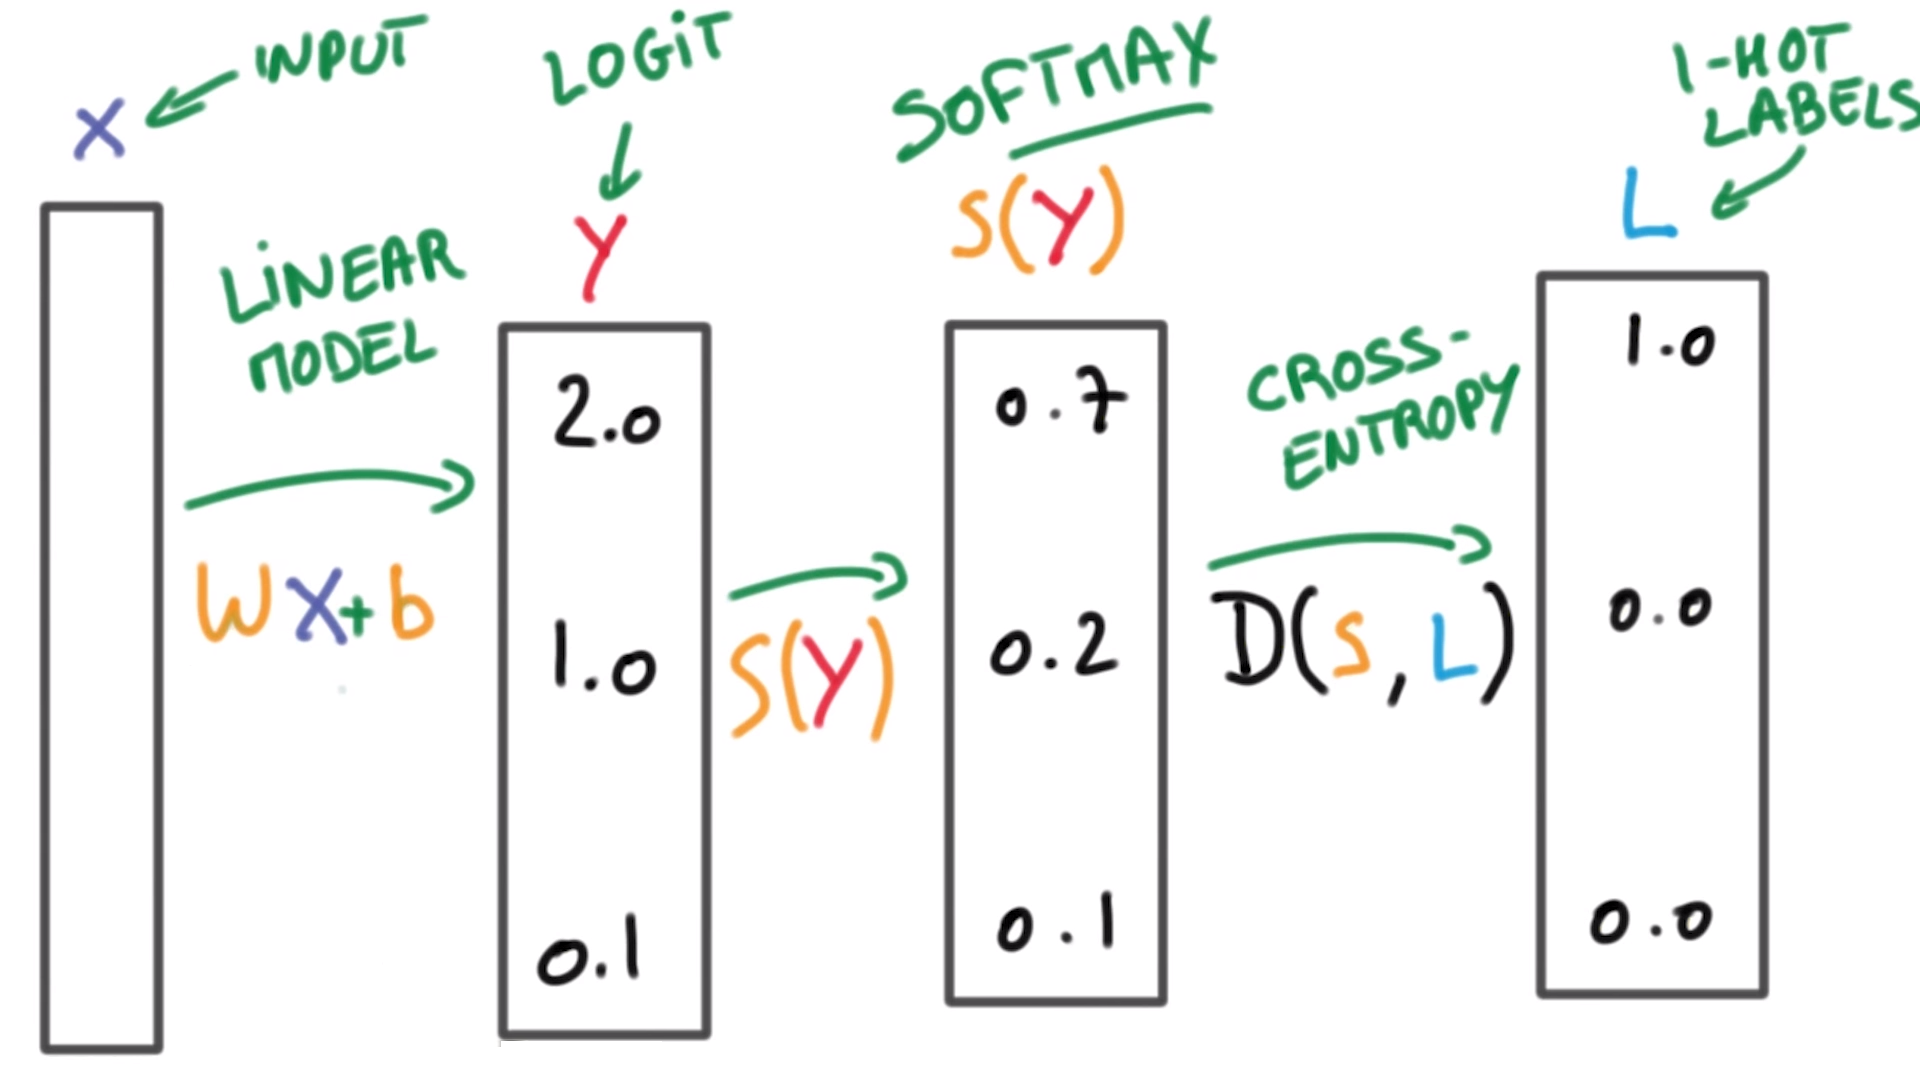 X
INPUT
LINEAR
MODEL
WX+b
LOGIT
Y
2.0
1.0
0.1
S(Y)
SOFTMAX
S(Y)
0.7
0.2
0.1
CROSS-
ENTROPY
D(S,L)
1-HOT
LABELS
L
1.0
0.0
0.0